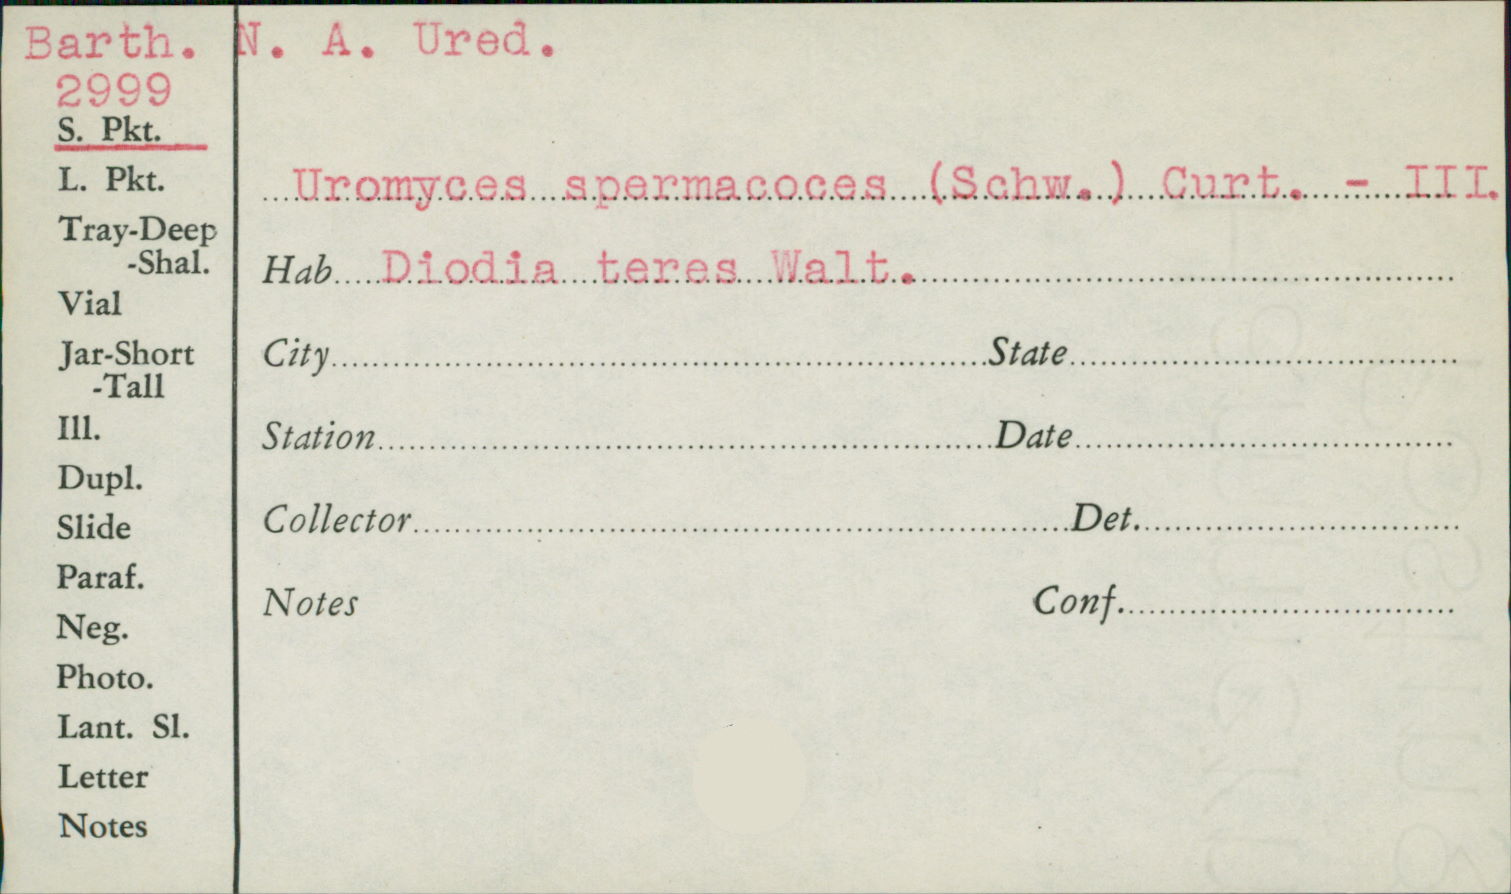 Barth. N. A. Ured.
2999
S. Pkt.
L. Pkt.
Tray-Deep
-Shal.
Vial
Jar-Short
-Tall
Ill.
Dupl.
Slide
Paraf.
Neg.
Photo.
Lant. Sl.
Letter
Notes
Uromyces spermacoces (Schw.) Curt. - III.
Hab. Diodia teres Walt.
City State
Station Date
Collector Det.
Notes Conf.